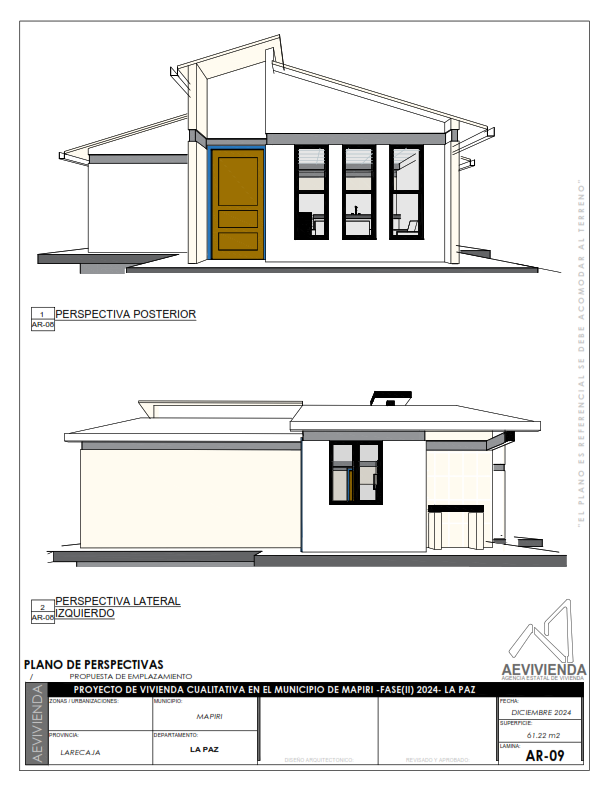 1
AR-08
PERSPECTIVA POSTERIOR
"EL PLANO ES REFERENCIAL SE DEBE ACOMODAR AL TERRENO"
2
AR-08
PERSPECTIVA LATERAL
IZQUIERDO
AEVIVIENDA
AGENCIA ESTATAL DE VIVIENDA
PLANO DE PERSPECTIVAS
/ PROPUESTA DE EMPLAZAMIENTO
AEVIVIENDA
PROYECTO DE VIVIENDA CUALITATIVA EN EL MUNICIPIO DE MAPIRI -FASE(II) 2024- LA PAZ
ZONAS / URBANIZACIONES:
MUNICIPIO:
MAPIRI
PROVINCIA:
LARECAJA
DEPARTAMENTO:
LA PAZ
DISEÑO ARQUITECTONICO:
REVISADO Y APROBADO:
FECHA:
DICIEMBRE 2024
SUPERFICIE:
61.22 m2
LAMINA:
AR-09